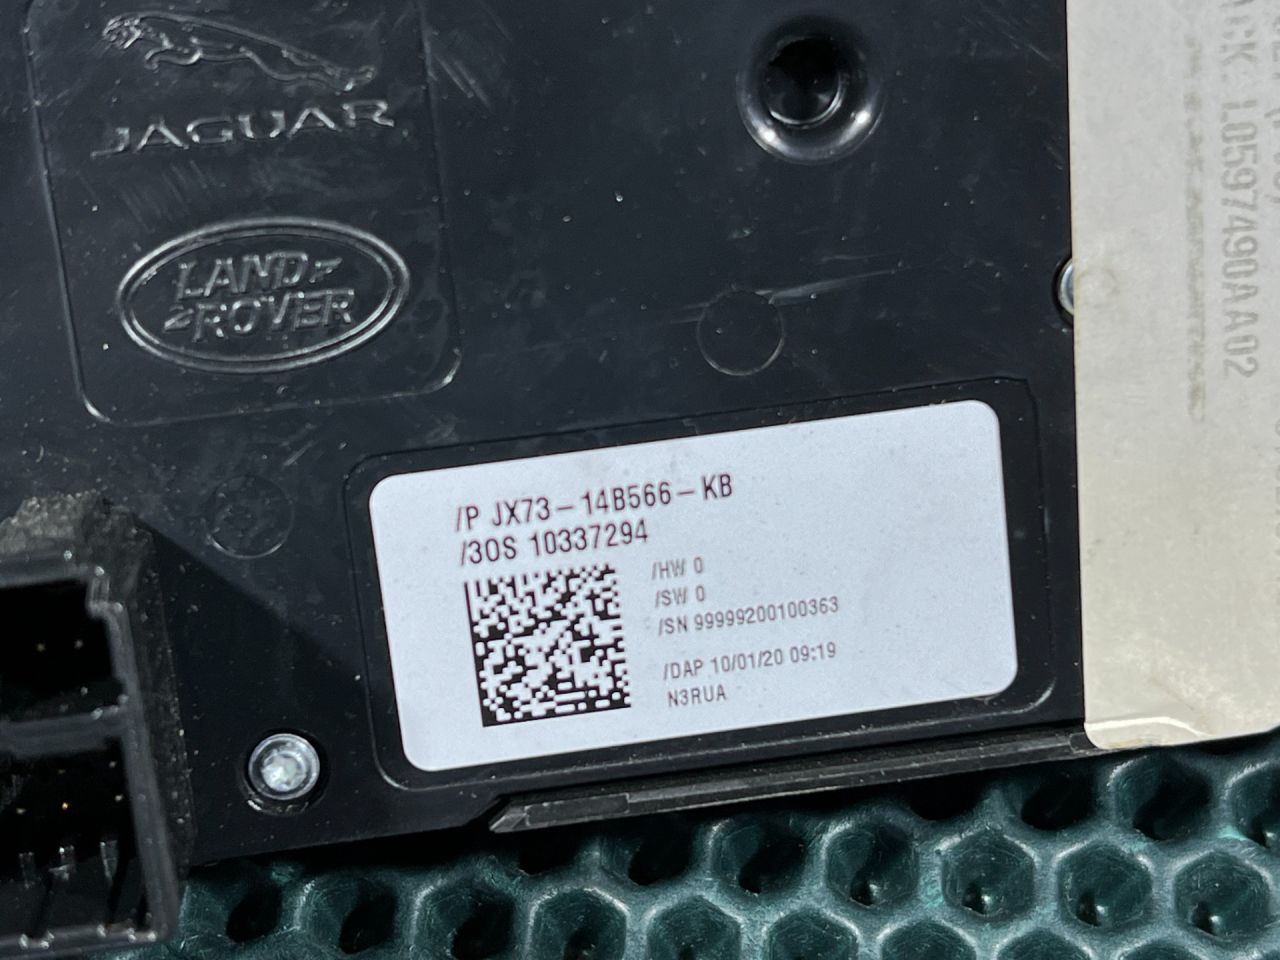 JAGUAR
LAND
ROVER
/P JX73-14B566-KB
/30S 10337294
/HW 0
/SW 0
/SN 99999200100363
/DAP 10/01/20 09:19
N3RUA
L0597490AA02